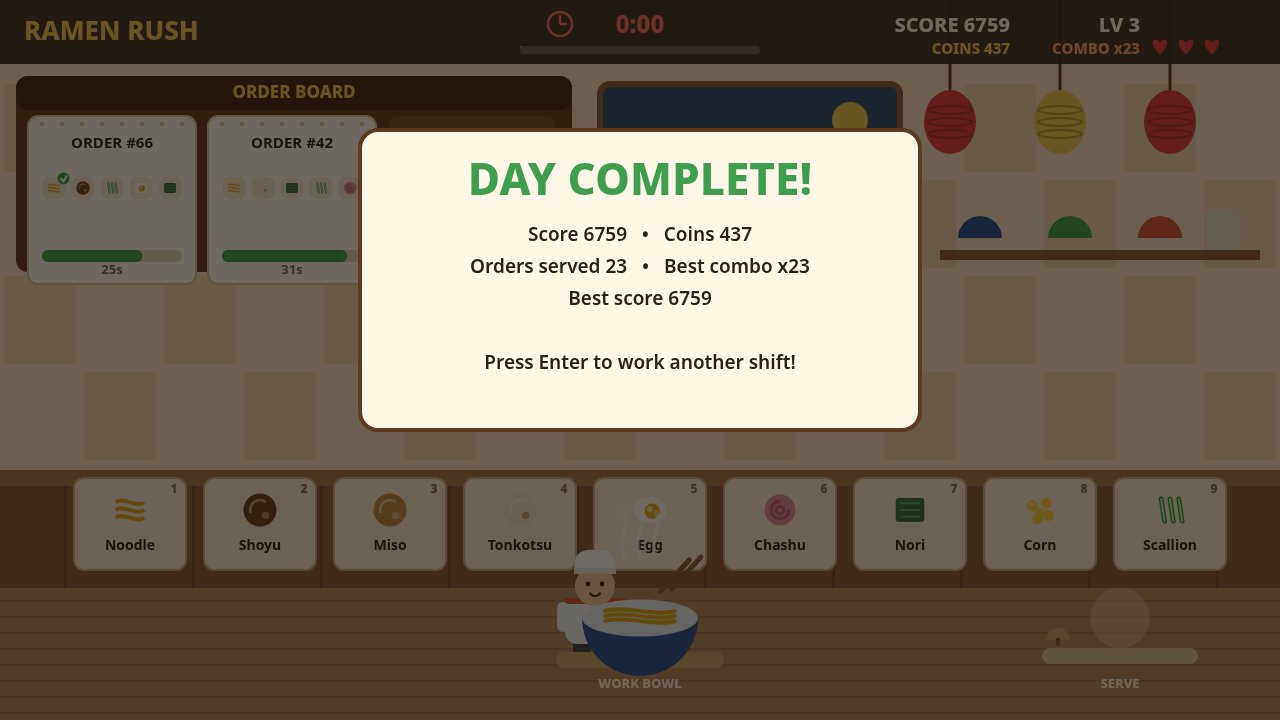 RAMEN RUSH
0:00
SCORE 6759
LV 3
COINS 437
COMBO x23
ORDER BOARD
ORDER #66
ORDER #42
25s
31s
DAY COMPLETE!
Score 6759 • Coins 437
Orders served 23 • Best combo x23
Best score 6759
Press Enter to work another shift!
1
Noodle
2
Shoyu
3
Miso
4
Tonkotsu
5
Egg
6
Chashu
7
Nori
8
Corn
9
Scallion
WORK BOWL
SERVE